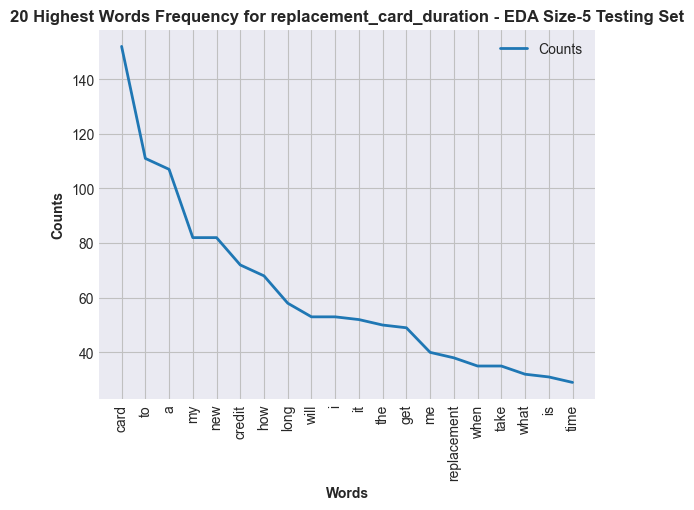 20 Highest Words Frequency for replacement_card_duration - EDA Size-5 Testing Set
Counts
140
120
100
80
60
40
Counts
card
to
a
my
new
credit
how
long
will
i
it
the
get
me
replacement
when
take
what
is
time
Words